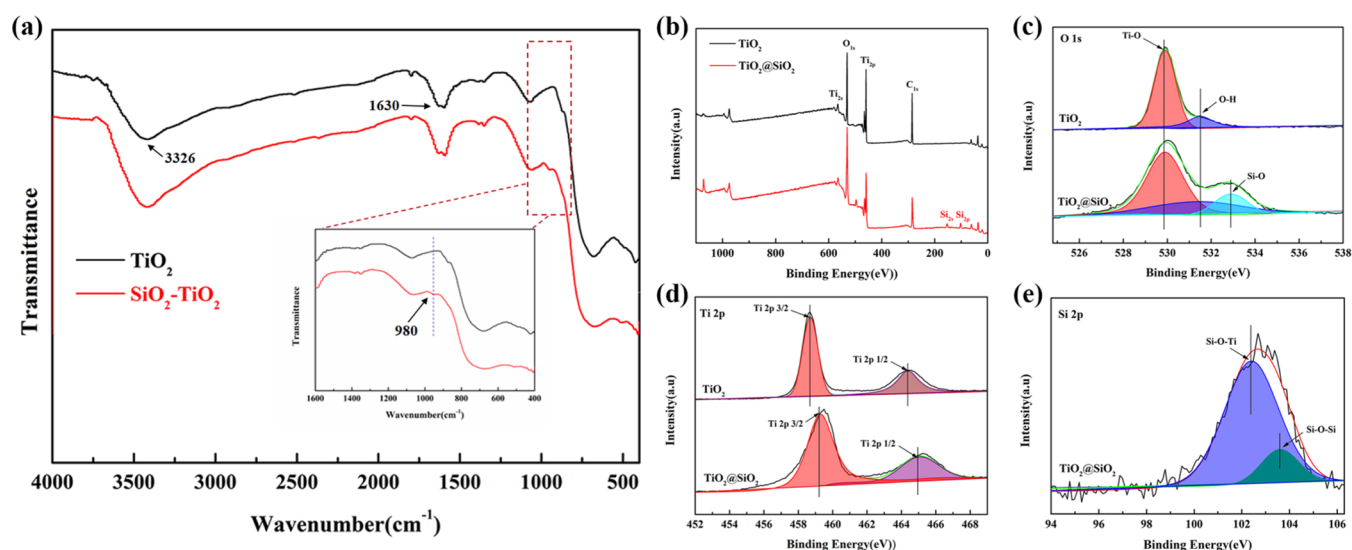 (a)
Transmittance
1630
3326
TiO2
SiO2-TiO2
4000 3500 3000 2500 2000 1500 1000 500
Wavenumber(cm-1)
Transmittance
980
1600 1400 1200 1000 800 600 400
Wavenumber(cm-1)
(b)
Intensity(a.u)
TiO2
TiO2@SiO2
O1s
Ti2p
Ti2s
C1s
Si2s Si2p
1000 800 600 400 200 0
Binding Energy(eV))
(c)
Intensity(a.u)
O 1s
Ti-O
O-H
TiO2
Si-O
TiO2@SiO2
526 528 530 532 534 536 538
Binding Energy(eV))
(d)
Intensity(a.u)
Ti 2p
Ti 2p 3/2
Ti 2p 1/2
TiO2
Ti 2p 3/2
Ti 2p 1/2
TiO2@SiO2
452 454 456 458 460 462 464 466 468
Binding Energy(eV))
(e)
Intensity(a.u)
Si 2p
Si-O-Ti
Si-O-Si
TiO2@SiO2
94 96 98 100 102 104 106
Binding Energy(eV))